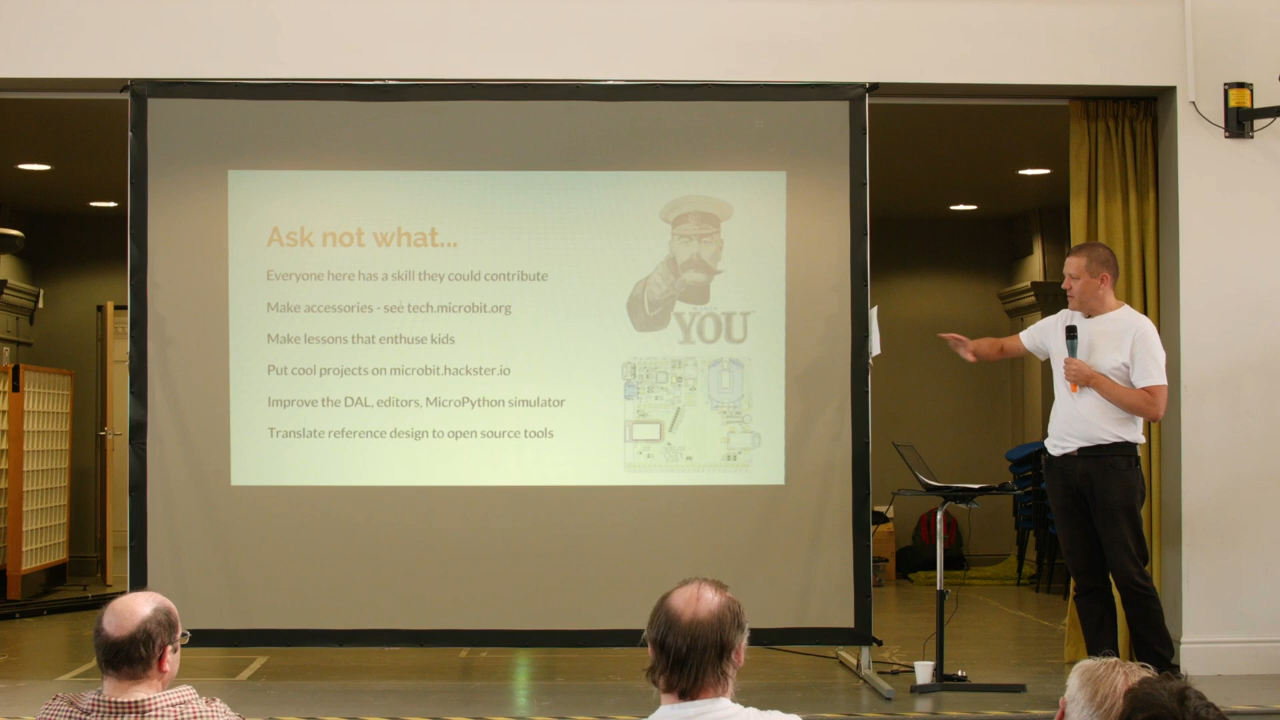 Ask not what...
Everyone here has a skill they could contribute
Make accessories - see tech.microbit.org
Make lessons that enthuse kids
Put cool projects on microbit.hackster.io
Improve the DAL, editors, MicroPython simulator
Translate reference design to open source tools
YOU